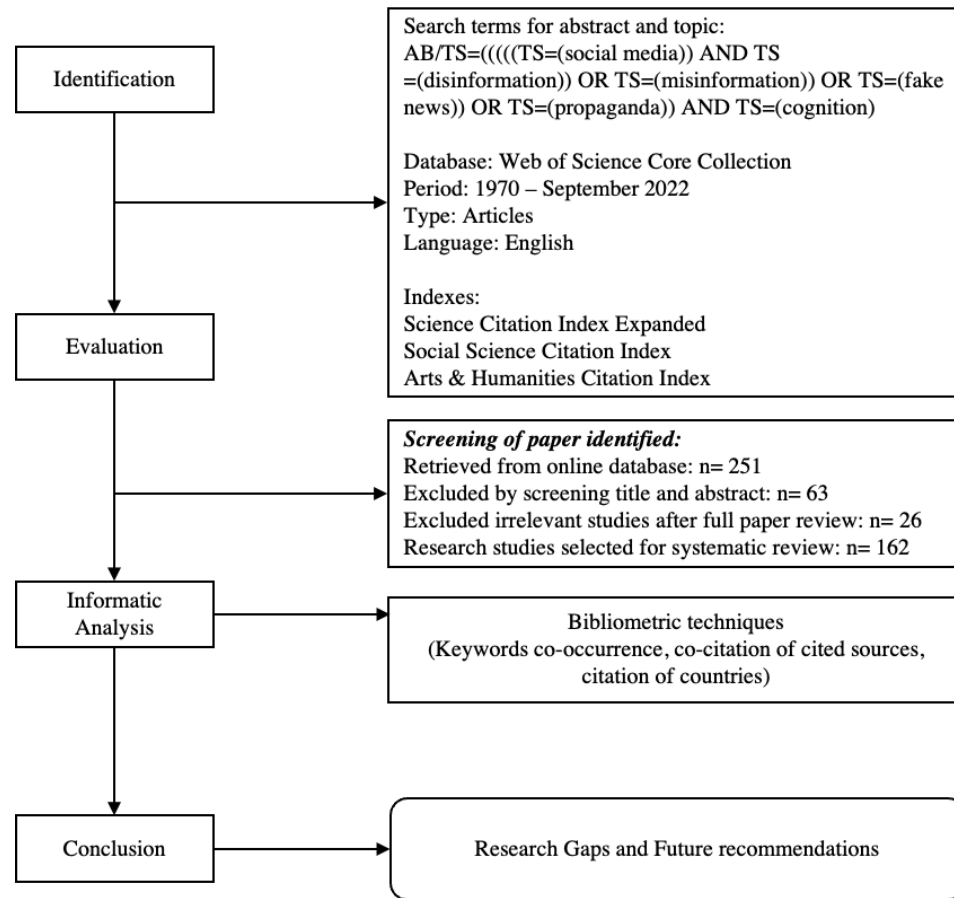 Identification
Search terms for abstract and topic:
AB/TS=(((((TS=(social media)) AND TS
=(disinformation)) OR TS=(misinformation)) OR TS=(fake
news)) OR TS=(propaganda)) AND TS=(cognition)
Database: Web of Science Core Collection
Period: 1970 – September 2022
Type: Articles
Language: English
Indexes:
Science Citation Index Expanded
Social Science Citation Index
Arts & Humanities Citation Index
Evaluation
Screening of paper identified:
Retrieved from online database: n= 251
Excluded by screening title and abstract: n= 63
Excluded irrelevant studies after full paper review: n= 26
Research studies selected for systematic review: n= 162
Informatic
Analysis
Bibliometric techniques
(Keywords co-occurrence, co-citation of cited sources,
citation of countries)
Conclusion
Research Gaps and Future recommendations